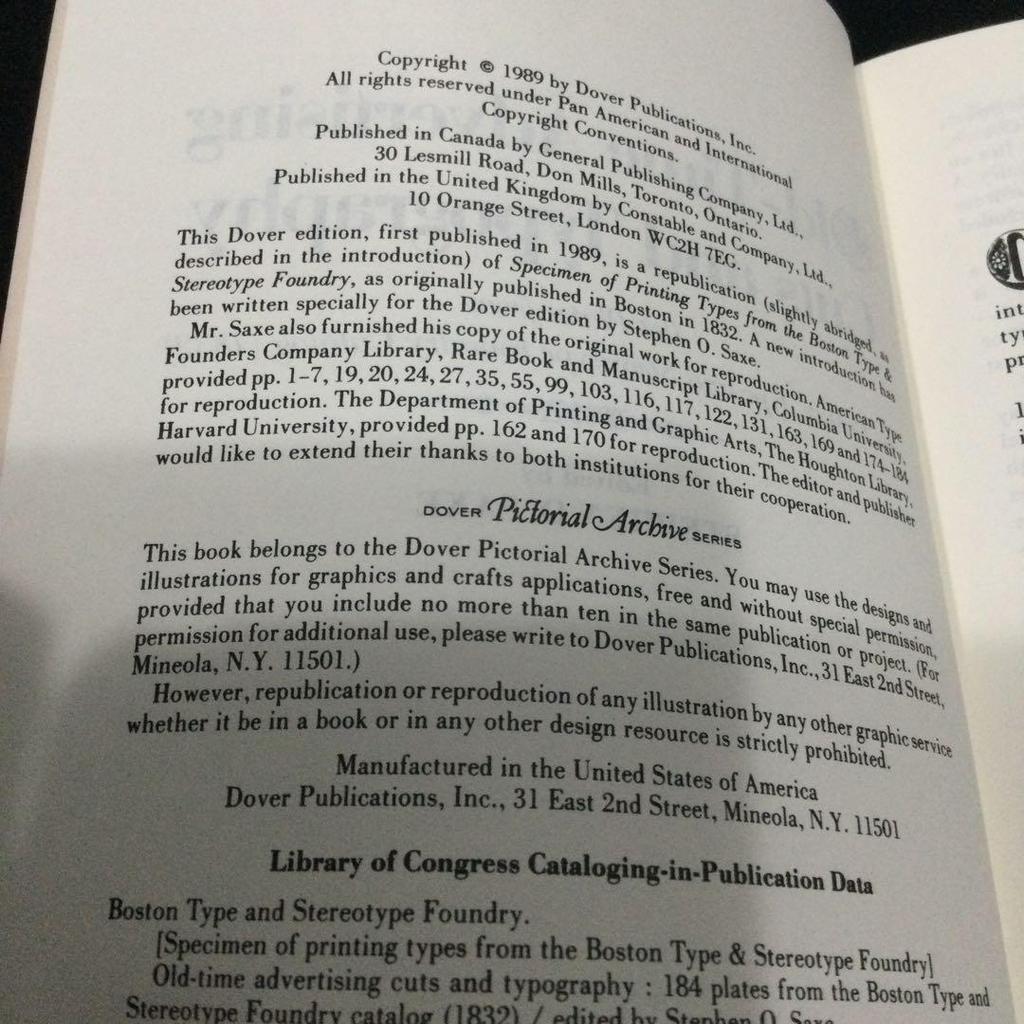 Copyright © 1989 by Dover Publications, Inc.
All rights reserved under Pan American and International
Copyright Conventions.
Published in Canada by General Publishing Company, Ltd.,
30 Lesmill Road, Don Mills, Toronto, Ontario.
Published in the United Kingdom by Constable and Company, Ltd.,
10 Orange Street, London WC2H 7EG.
This Dover edition, first published in 1989, is a republication (slightly abridged, as
described in the introduction) of Specimen of Printing Types from the Boston Type &
Stereotype Foundry, as originally published in Boston in 1832. A new introduction has
been written specially for the Dover edition by Stephen O. Saxe.
Mr. Saxe also furnished his copy of the original work for reproduction. American Type
Founders Company Library, Rare Book and Manuscript Library, Columbia University,
provided pp. 1–7, 19, 20, 24, 27, 35, 55, 99, 103, 116, 117, 122, 131, 163, 169 and 174–184
for reproduction. The Department of Printing and Graphic Arts, The Houghton Library,
Harvard University, provided pp. 162 and 170 for reproduction. The editor and publisher
would like to extend their thanks to both institutions for their cooperation.
DOVER Pictorial Archive SERIES
This book belongs to the Dover Pictorial Archive Series. You may use the designs and
illustrations for graphics and crafts applications, free and without special permission,
provided that you include no more than ten in the same publication or project. (For
permission for additional use, please write to Dover Publications, Inc., 31 East 2nd Street,
Mineola, N.Y. 11501.)
However, republication or reproduction of any illustration by any other graphic service
whether it be in a book or in any other design resource is strictly prohibited.
Manufactured in the United States of America
Dover Publications, Inc., 31 East 2nd Street, Mineola, N.Y. 11501
Library of Congress Cataloging-in-Publication Data
Boston Type and Stereotype Foundry.
[Specimen of printing types from the Boston Type & Stereotype Foundry]
Old-time advertising cuts and typography : 184 plates from the Boston Type and
Stereotype Foundry catalog (1832) / edited by Stephen O. Saxe